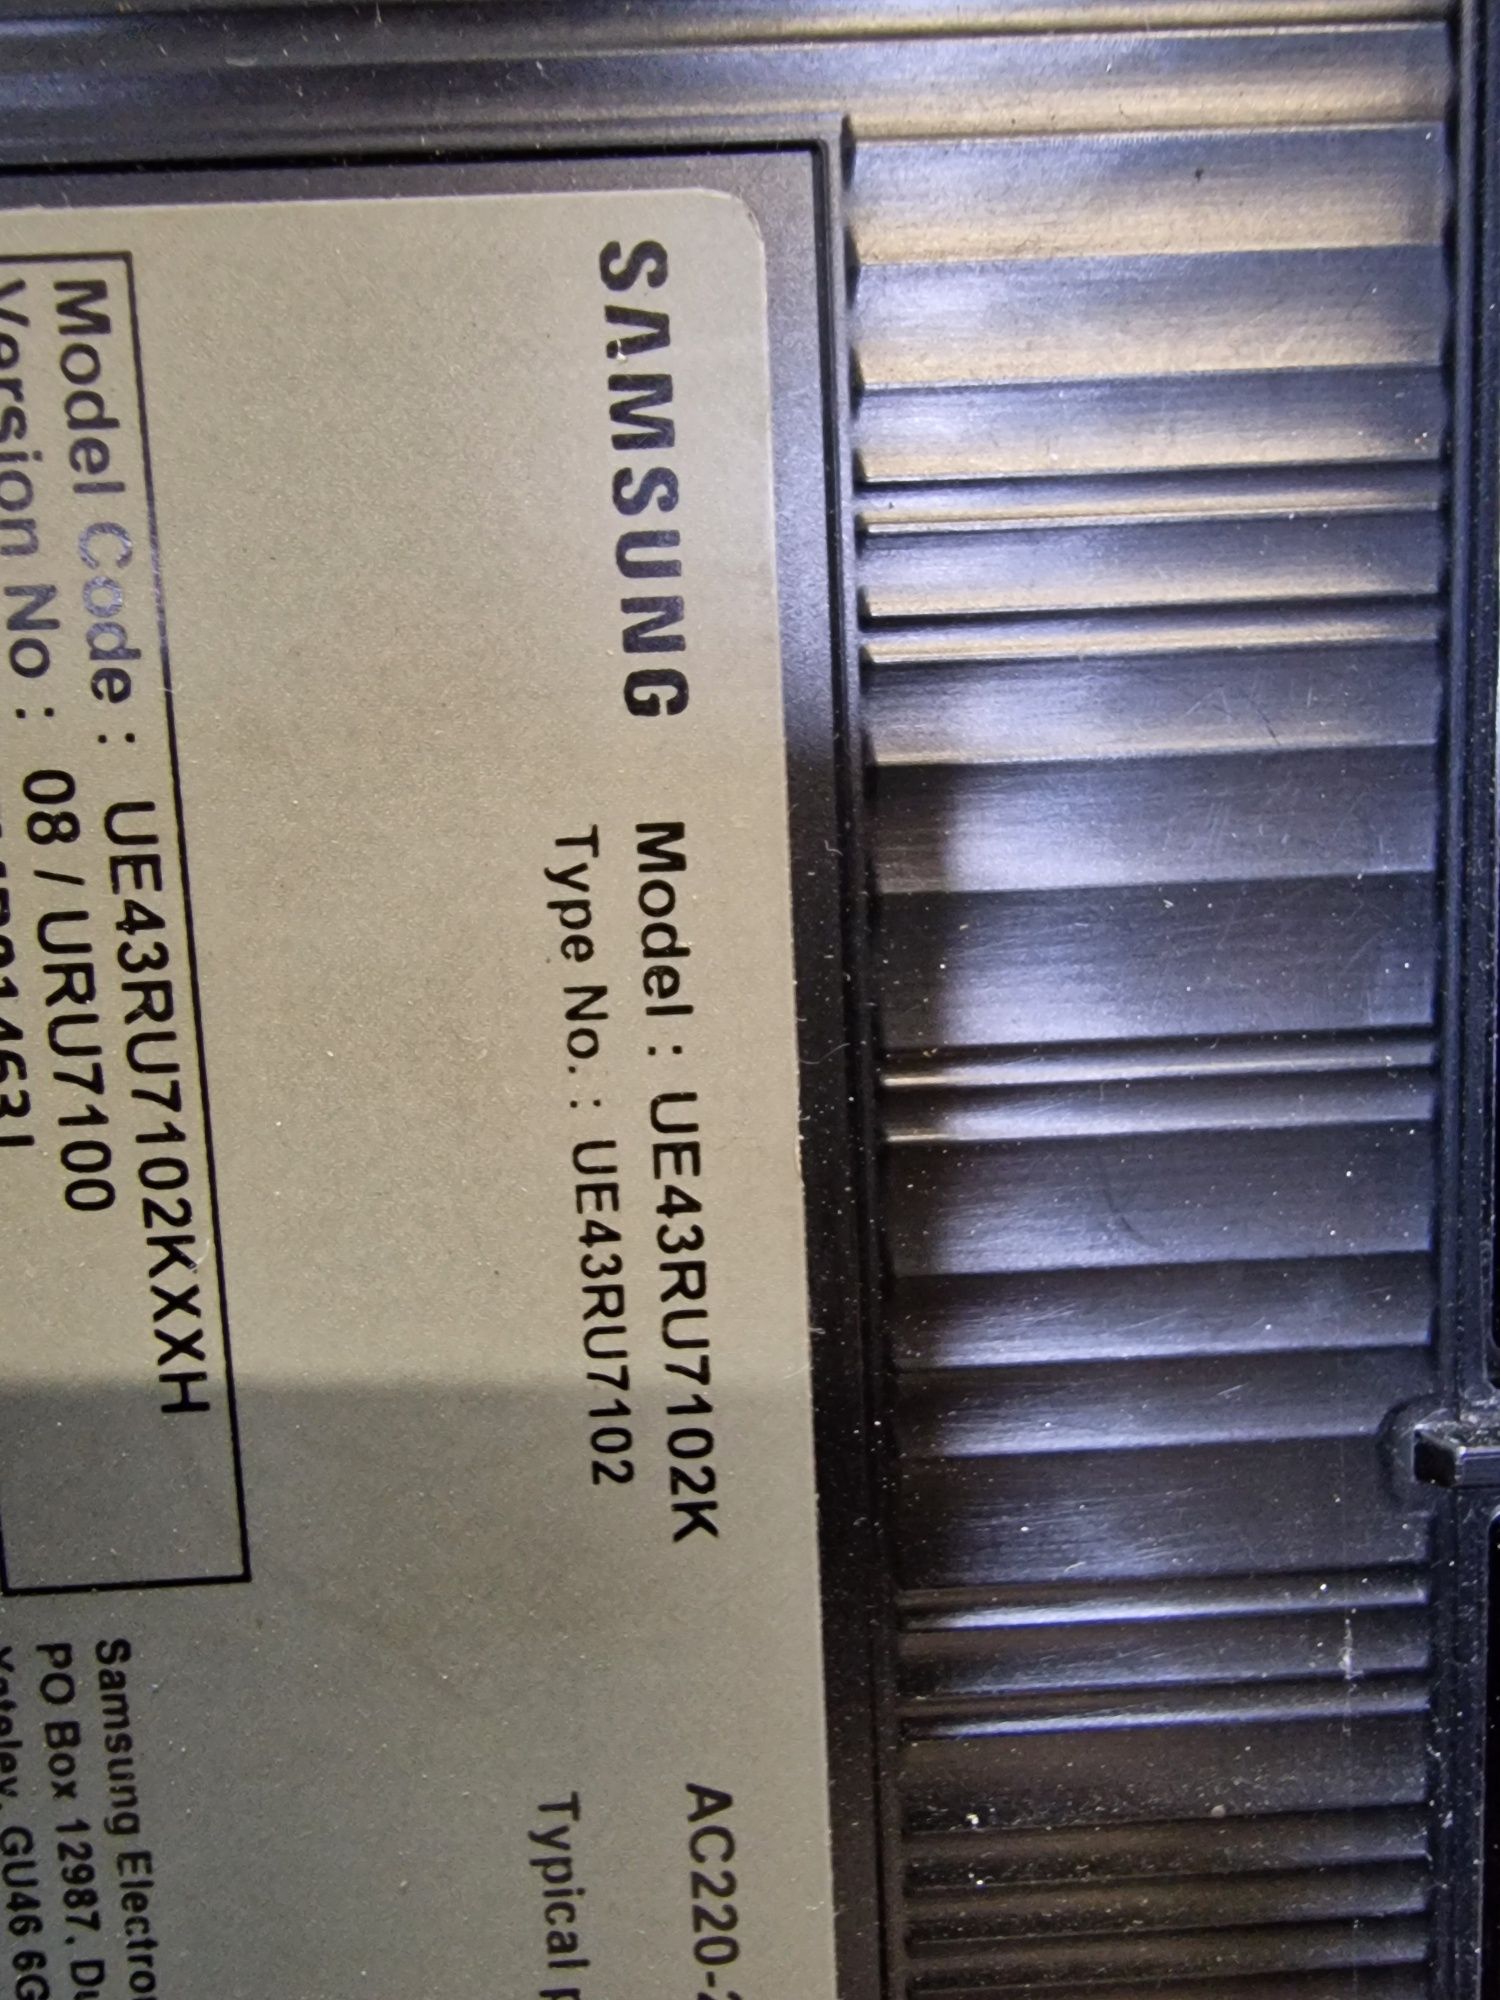 SAMSUNG
Model : UE43RU7102K
Type No. : UE43RU7102
AC220-
Typical
Model Code : UE43RU7102KXXH
Version No : 08 / URU7100
Samsung
PO Box 12987,
GU46